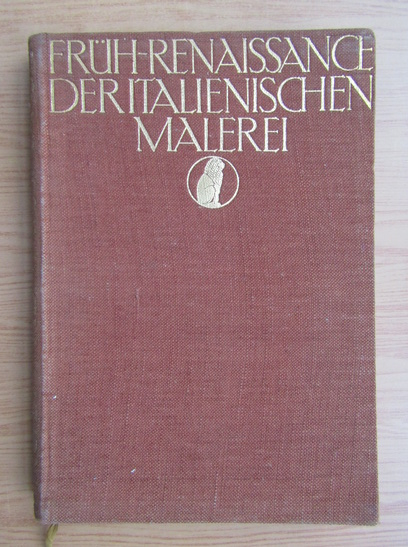 FRÜH-RENAISSANCE
DER ITALIENISCHEN
MALEREI